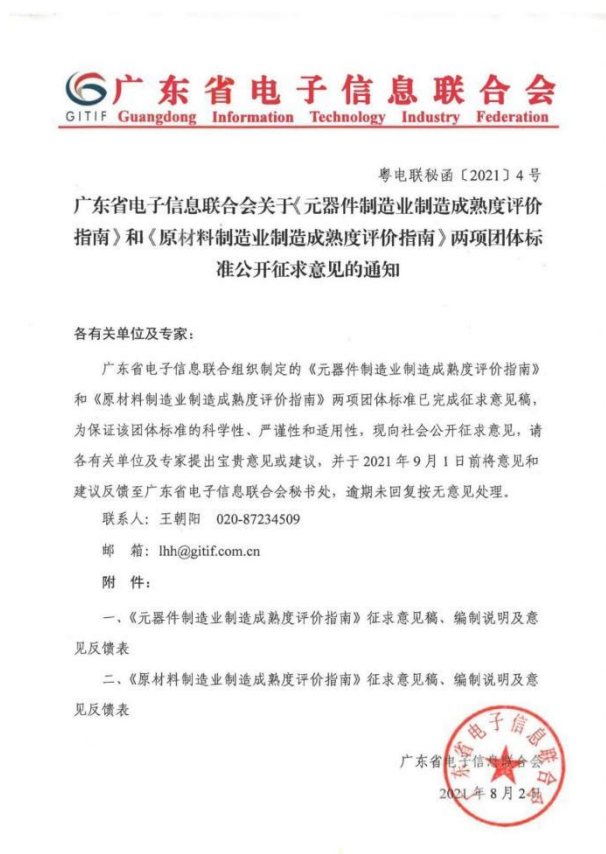 广东省电子信息联合会
GITIF Guangdong Information Technology Industry Federation
粤电联秘函〔2021〕4号
广东省电子信息联合会关于《元器件制造业制造成熟度评价
指南》和《原材料制造业制造成熟度评价指南》两项团体标
准公开征求意见的通知
各有关单位及专家：
广东省电子信息联合组织制定的《元器件制造业制造成熟度评价指南》
和《原材料制造业制造成熟度评价指南》两项团体标准已完成征求意见稿，
为保证该团体标准的科学性、严谨性和适用性，现向社会公开征求意见，请
各有关单位及专家提出宝贵意见或建议，并于2021年9月1日前将意见和
建议反馈至广东省电子信息联合会秘书处，逾期未回复按无意见处理。
联系人：王朝阳 020-87234509
邮 箱：lhh@gitif.com.cn
附 件：
一、《元器件制造业制造成熟度评价指南》征求意见稿、编制说明及意
见反馈表
二、《原材料制造业制造成熟度评价指南》征求意见稿、编制说明及意
见反馈表
广东省电子信息联合会
2021年8月2日
广东省电子信息联合会